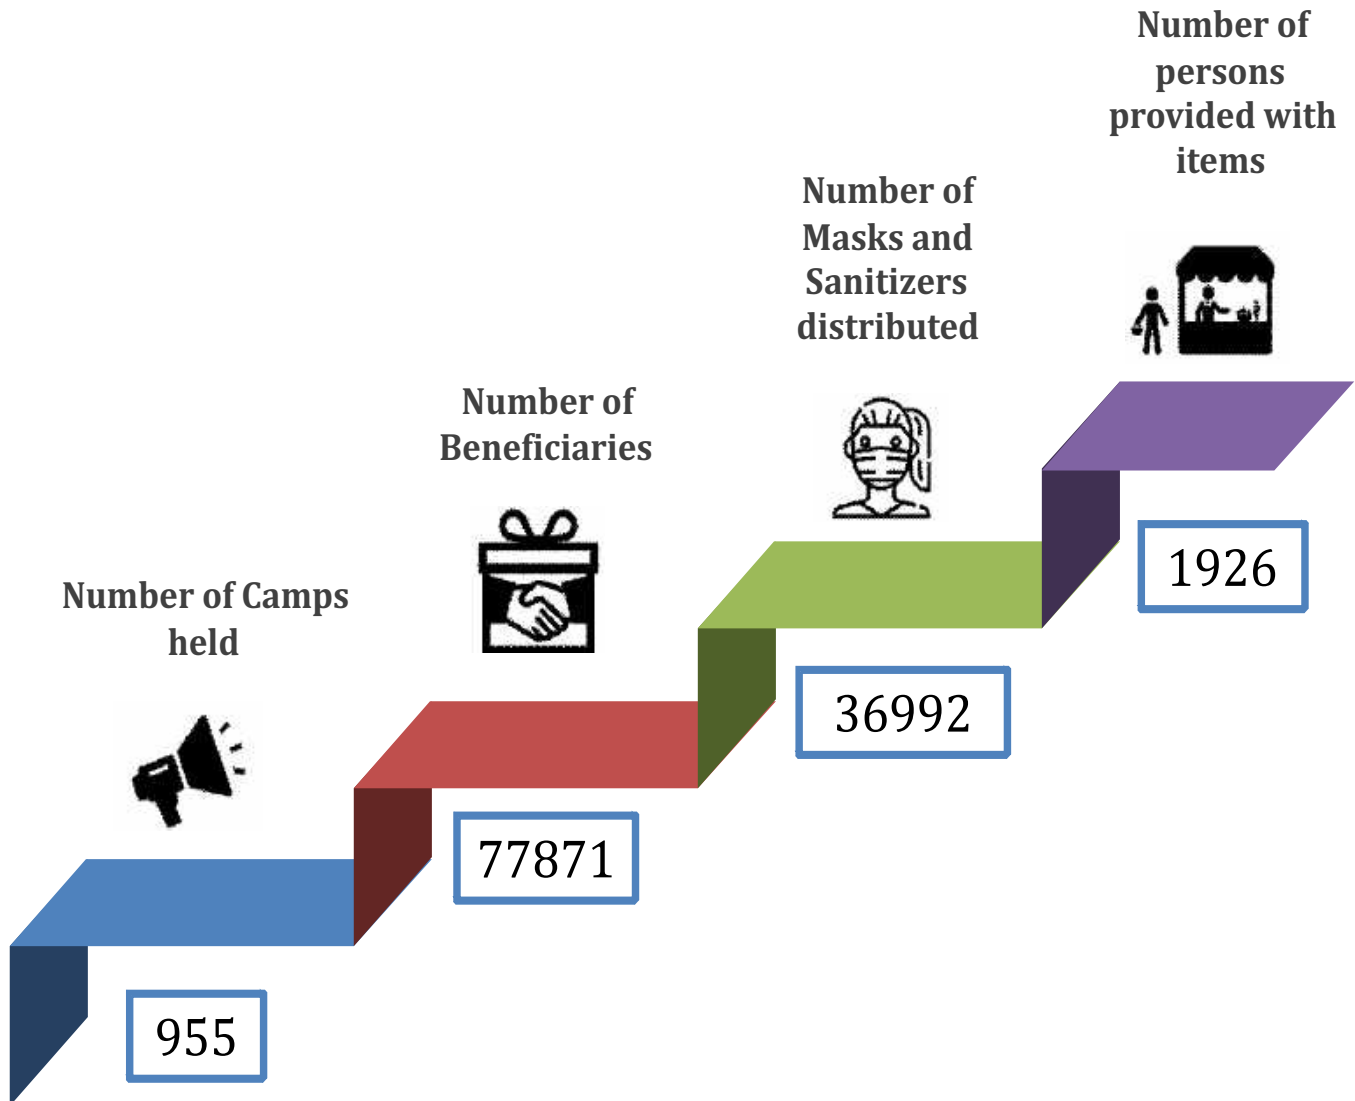 Number of Camps
held
955
Number of
Beneficiaries
77871
Number of
Masks and
Sanitizers
distributed
36992
Number of
persons
provided with
items
1926